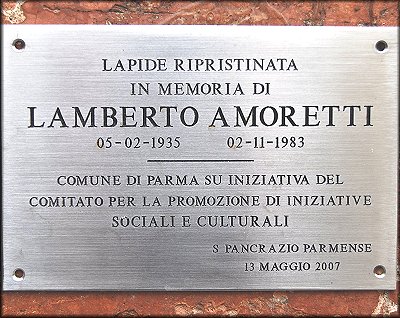 LAPIDE RIPRISTINATA
IN MEMORIA DI
LAMBERTO AMORETTI
05-02-1935 02-11-1983
COMUNE DI PARMA SU INIZIATIVA DEL
COMITATO PER LA PROMOZIONE DI INIZIATIVE
SOCIALI E CULTURALI
S PANCRAZIO PARMENSE
13 MAGGIO 2007